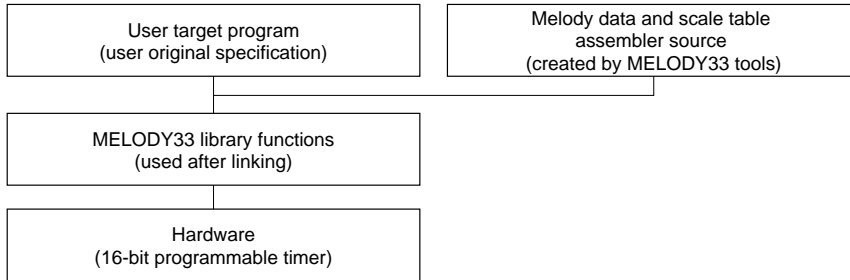 User target program
(user original specification)
Melody data and scale table
assembler source
(created by MELODY33 tools)
MELODY33 library functions
(used after linking)
Hardware
(16-bit programmable timer)